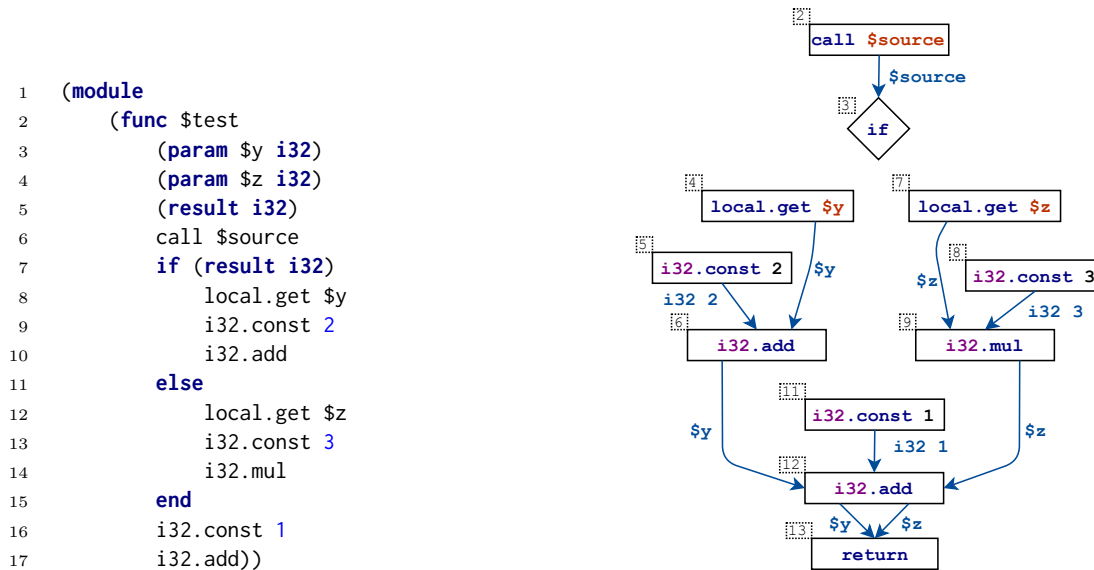 1 (module
2 (func $test
3 (param $y i32)
4 (param $z i32)
5 (result i32)
6 call $source
7 if (result i32)
8 local.get $y
9 i32.const 2
10 i32.add
11 else
12 local.get $z
13 i32.const 3
14 i32.mul
15 end
16 i32.const 1
17 i32.add))
2
call $source
$source
3
if
4
local.get $y
7
local.get $z
5
i32.const 2
$y
8
i32.const 3
$z
i32 2
i32 3
6
i32.add
9
i32.mul
11
i32.const 1
$y
$z
i32 1
12
i32.add
$y
$z
13
return